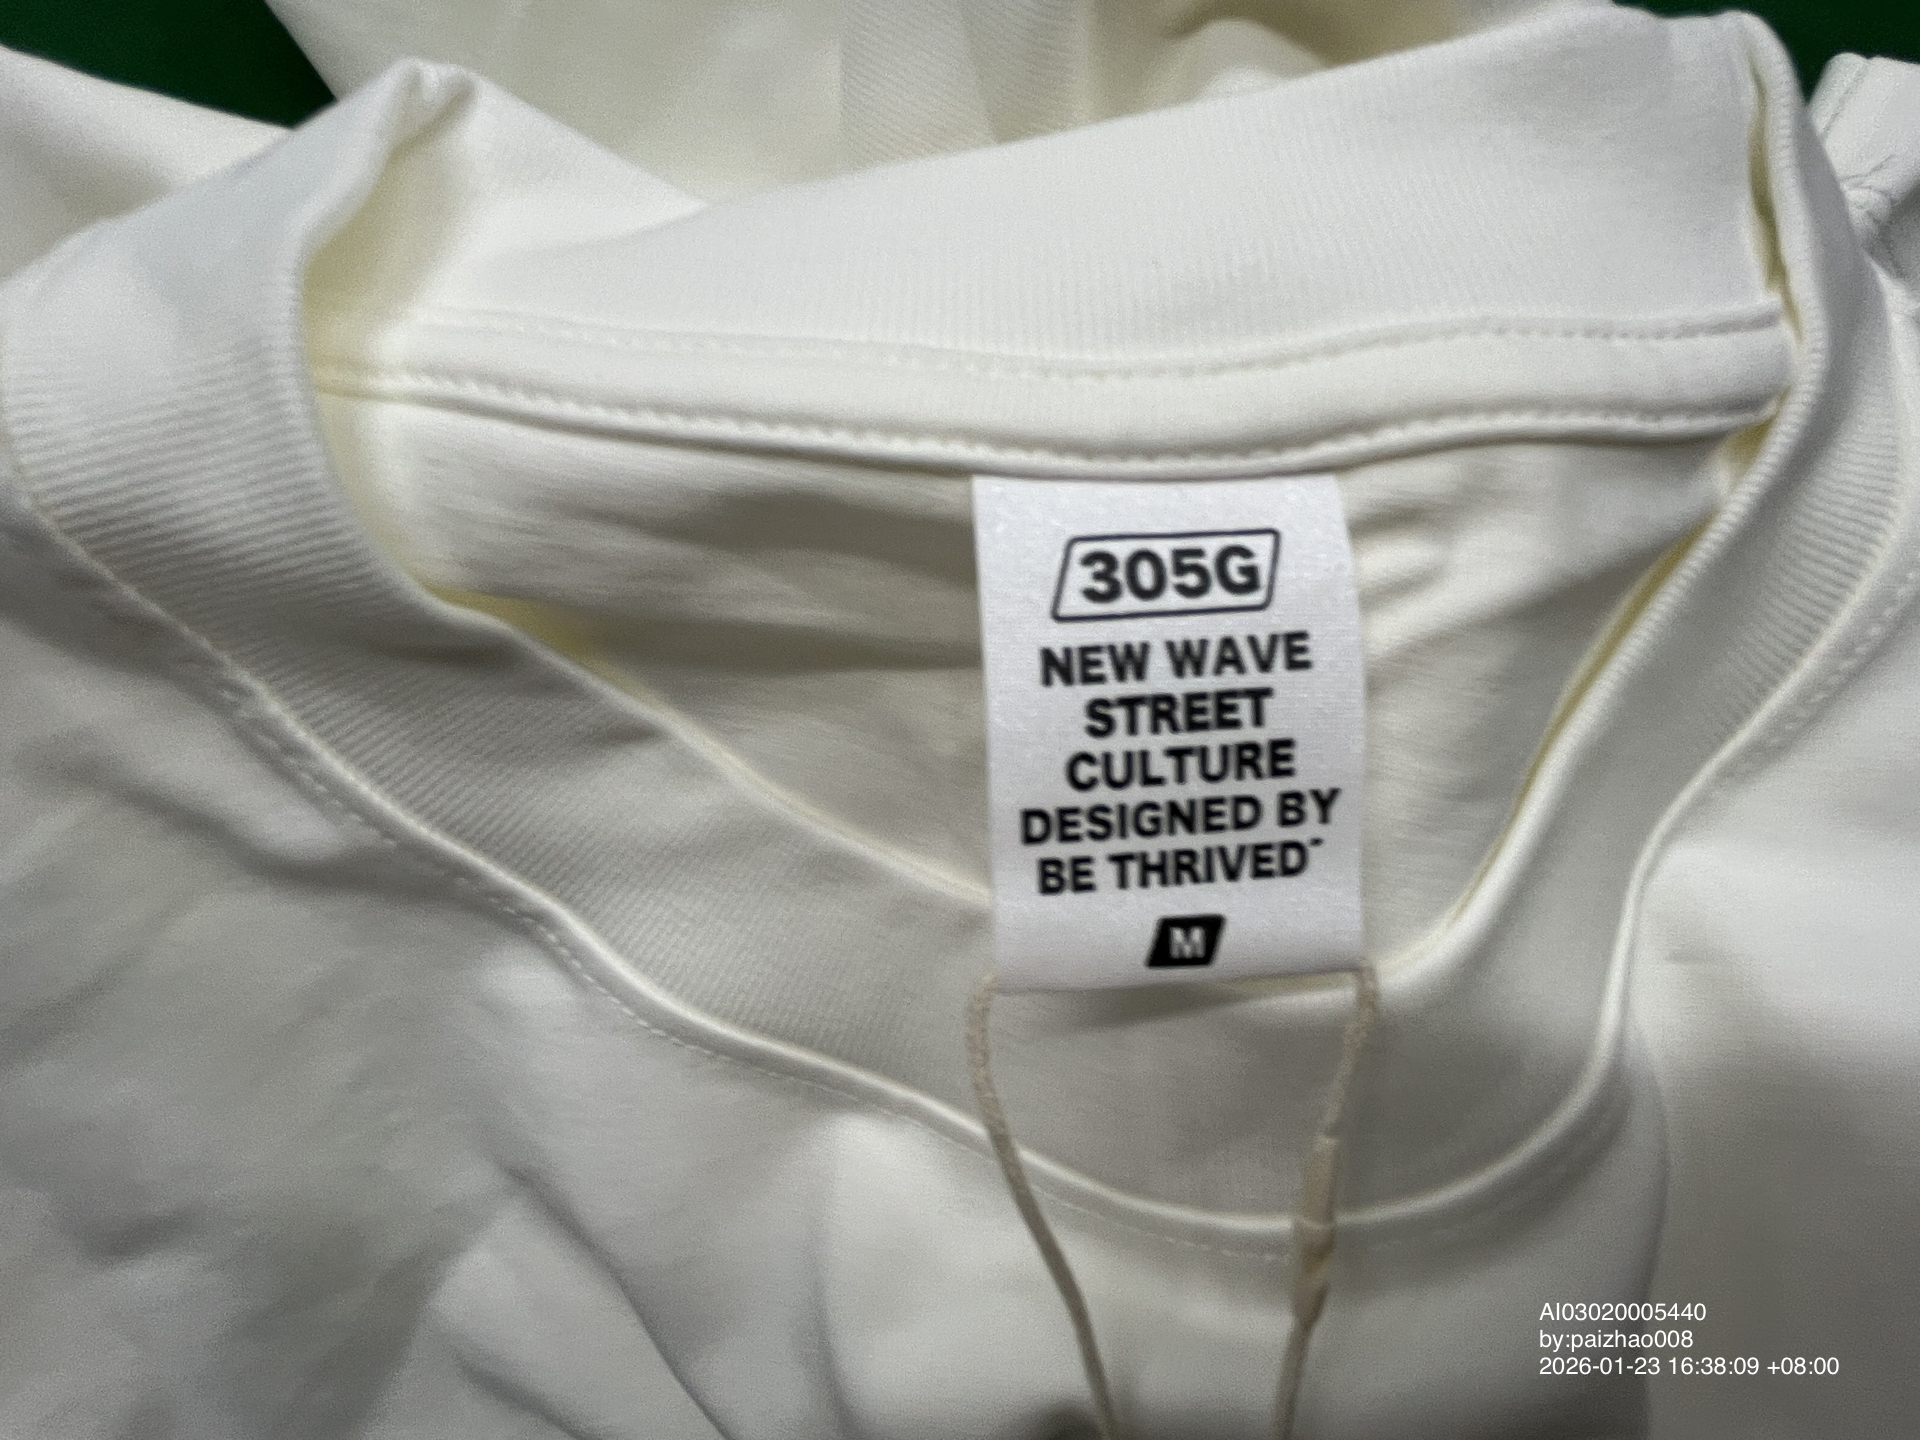 305G
NEW WAVE
STREET
CULTURE
DESIGNED BY
BE THRIVED
M
AI03020005440
by:paizhao008
2026-01-23 16:38:09 +08:00